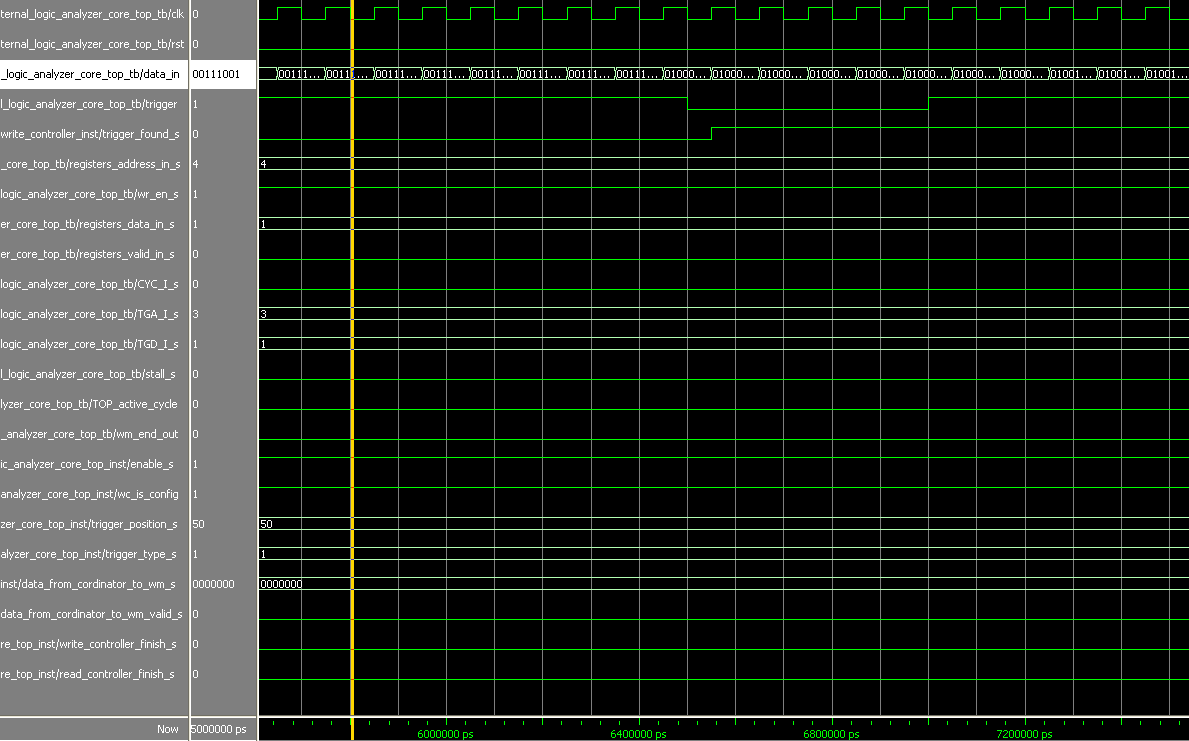 ternal_logic_analyzer_core_top_tb/clk 0
ternal_logic_analyzer_core_top_tb/rst 0
_logic_analyzer_core_top_tb/data_in 00111001 00111... 00111... 00111... 00111... 00111... 00111... 00111... 00111... 01000... 01000... 01000... 01000... 01000... 01000... 01000... 01000... 01001... 01001... 01001...
l_logic_analyzer_core_top_tb/trigger 1
write_controller_inst/trigger_found_s 0
_core_top_tb/registers_address_in_s 4 4
logic_analyzer_core_top_tb/wr_en_s 1
er_core_top_tb/registers_data_in_s 1 1
er_core_top_tb/registers_valid_in_s 0
logic_analyzer_core_top_tb/CYC_I_s 0
logic_analyzer_core_top_tb/TGA_I_s 3 3
logic_analyzer_core_top_tb/TGD_I_s 1 1
l_logic_analyzer_core_top_tb/stall_s 0
lyzer_core_top_tb/TOP_active_cycle 0
_analyzer_core_top_tb/wm_end_out 0
ic_analyzer_core_top_inst/enable_s 1
analyzer_core_top_inst/wc_is_config 1
zer_core_top_inst/trigger_position_s 50 50
alyzer_core_top_inst/trigger_type_s 1 1
inst/data_from_cordinator_to_wm_s 0000000 0000000
data_from_cordinator_to_wm_valid_s 0
re_top_inst/write_controller_finish_s 0
re_top_inst/read_controller_finish_s 0
Now 5000000 ps 6000000 ps 6400000 ps 6800000 ps 7200000 ps